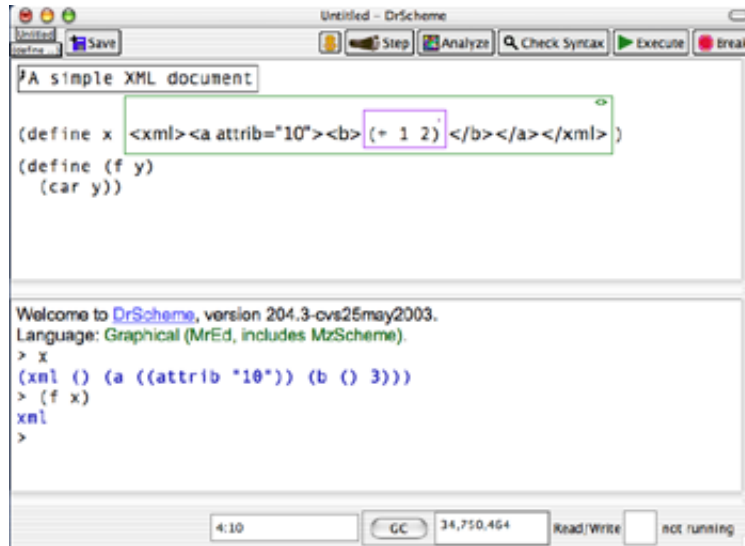 Untitled - DrScheme
Untitled
(define ...
Save Step Analyze Check Syntax Execute Break
A simple XML document
(define x <xml><a attrib="10"><b> (+ 1 2) </b></a></xml> )
(define (f y)
(car y))
Welcome to DrScheme, version 204.3-cvs25may2003.
Language: Graphical (MrEd, includes MzScheme).
> x
(xml () (a ((attrib "10")) (b () 3)))
> (f x)
xml
>
4:10 GC 34,750,464 Read/Write not running